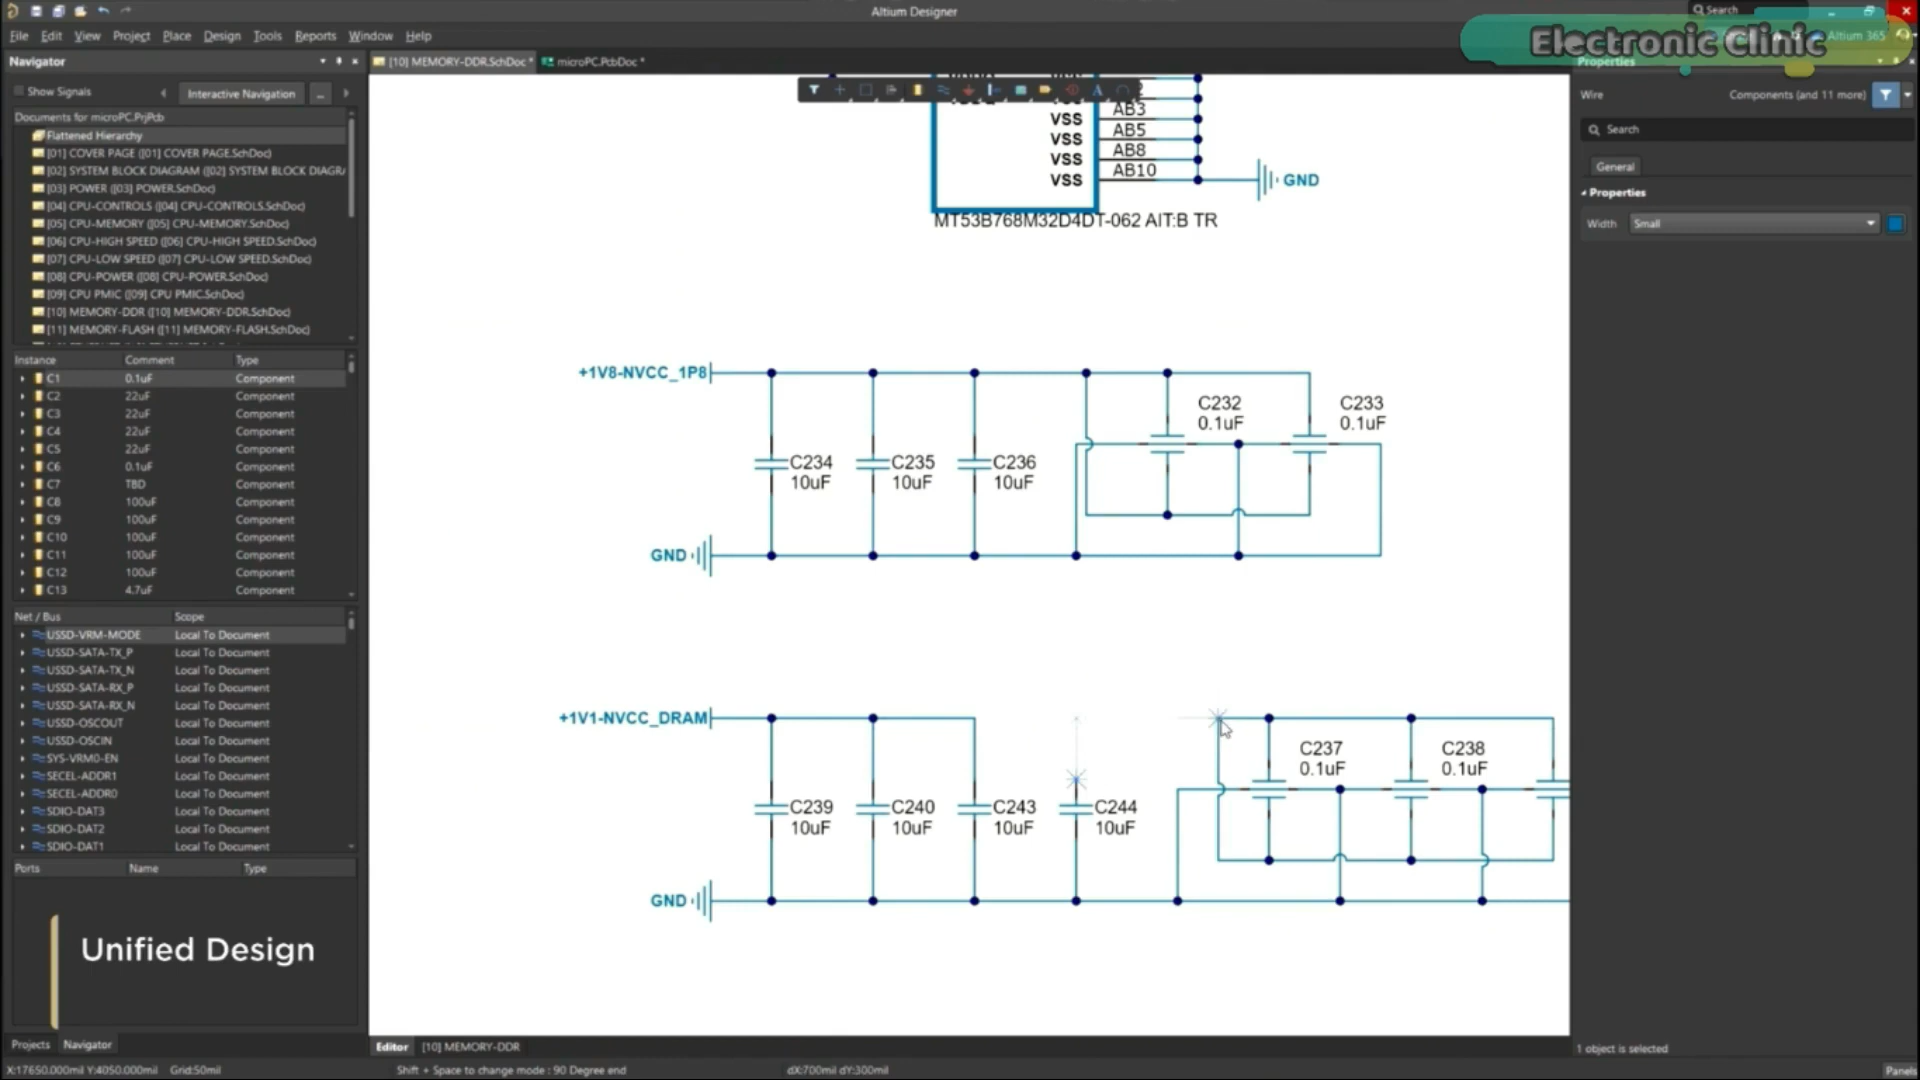 Altium Designer
Search
Electronic Clinic
Altium 365
File Edit View Project Place Design Tools Reports Window Help
Navigator
[10] MEMORY-DDR.SchDoc *
microPC.PcbDoc *
Properties
Show Signals
Interactive Navigation
...
Wire
Components (and 11 more)
Documents for microPC.PrjPcb
Search
Flattened Hierarchy
[01] COVER PAGE ([01] COVER PAGE.SchDoc)
[02] SYSTEM BLOCK DIAGRAM ([02] SYSTEM BLOCK DIAGRA
[03] POWER ([03] POWER.SchDoc)
[04] CPU-CONTROLS ([04] CPU-CONTROLS.SchDoc)
[05] CPU-MEMORY ([05] CPU-MEMORY.SchDoc)
[06] CPU-HIGH SPEED ([06] CPU-HIGH SPEED.SchDoc)
[07] CPU-LOW SPEED ([07] CPU-LOW SPEED.SchDoc)
[08] CPU-POWER ([08] CPU-POWER.SchDoc)
[09] CPU PMIC ([09] CPU PMIC.SchDoc)
[10] MEMORY-DDR ([10] MEMORY-DDR.SchDoc)
[11] MEMORY-FLASH ([11] MEMORY-FLASH.SchDoc)
General
Properties
Width Small
VSS AB3
VSS AB5
VSS AB8
VSS AB10
GND
MT53B768M32D4DT-062 AIT:B TR
Instance Comment Type
C1 0.1uF Component
C2 22uF Component
C3 22uF Component
C4 22uF Component
C5 22uF Component
C6 0.1uF Component
C7 TBD Component
C8 100uF Component
C9 100uF Component
C10 100uF Component
C11 100uF Component
C12 100uF Component
C13 4.7uF Component
+1V8-NVCC_1P8
C232
0.1uF
C233
0.1uF
C234
10uF
C235
10uF
C236
10uF
GND
Net / Bus Scope
USSD-VRM-MODE Local To Document
USSD-SATA-TX_P Local To Document
USSD-SATA-TX_N Local To Document
USSD-SATA-RX_P Local To Document
USSD-SATA-RX_N Local To Document
USSD-OSCOUT Local To Document
USSD-OSCIN Local To Document
SYS-VRM0-EN Local To Document
SECEL-ADDR1 Local To Document
SECEL-ADDR0 Local To Document
SDIO-DAT3 Local To Document
SDIO-DAT2 Local To Document
SDIO-DAT1 Local To Document
+1V1-NVCC_DRAM
C237
0.1uF
C238
0.1uF
C239
10uF
C240
10uF
C243
10uF
C244
10uF
GND
Ports Name Type
Unified Design
Projects Navigator
Editor [10] MEMORY-DDR
1 object is selected
X:17650.000mil Y:4050.000mil Grid:50mil
Shift + Space to change mode : 90 Degree end
dX:700mil dY:300mil
Panels